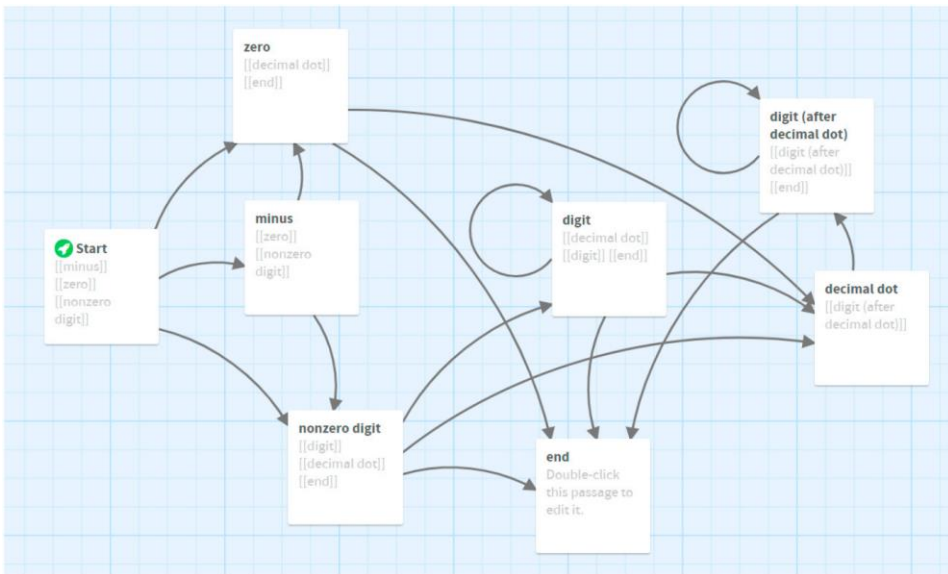 zero
[[decimal dot]]
[[end]]
digit (after
decimal dot)
[[digit (after
decimal dot)]]
[[end]]
minus
[[zero]]
[[nonzero
digit]]
digit
[[decimal dot]]
[[digit]] [[end]]
Start
[[minus]]
[[zero]]
[[nonzero
digit]]
decimal dot
[[digit (after
decimal dot)]]
nonzero digit
[[digit]]
[[decimal dot]]
[[end]]
end
Double-click
this passage to
edit it.